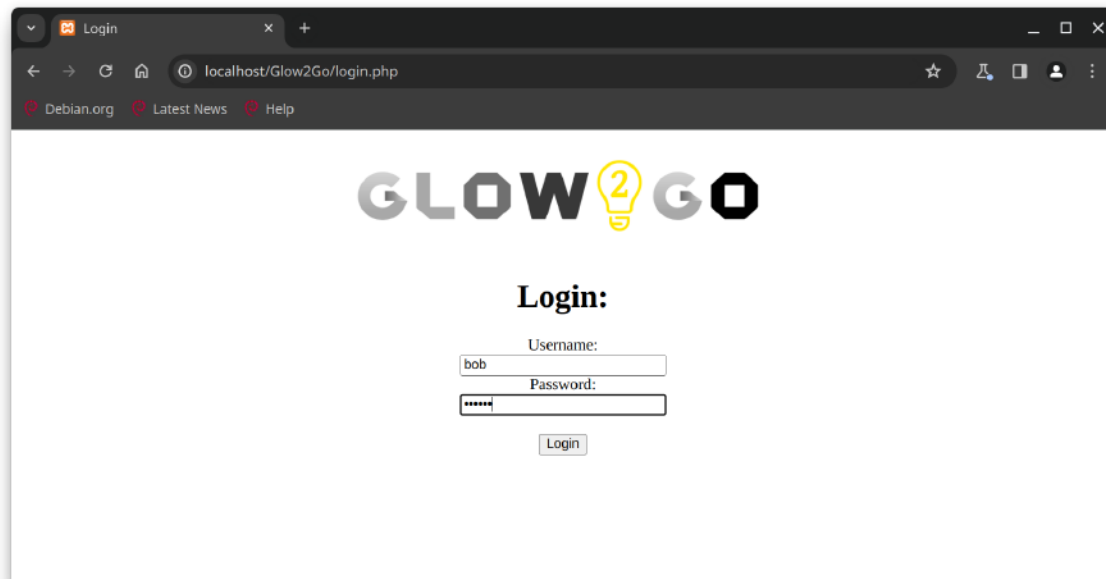 Login
localhost/Glow2Go/login.php
Debian.org Latest News Help
GLOW2GO
Login:
Username:
bob
Password:
••••••
Login